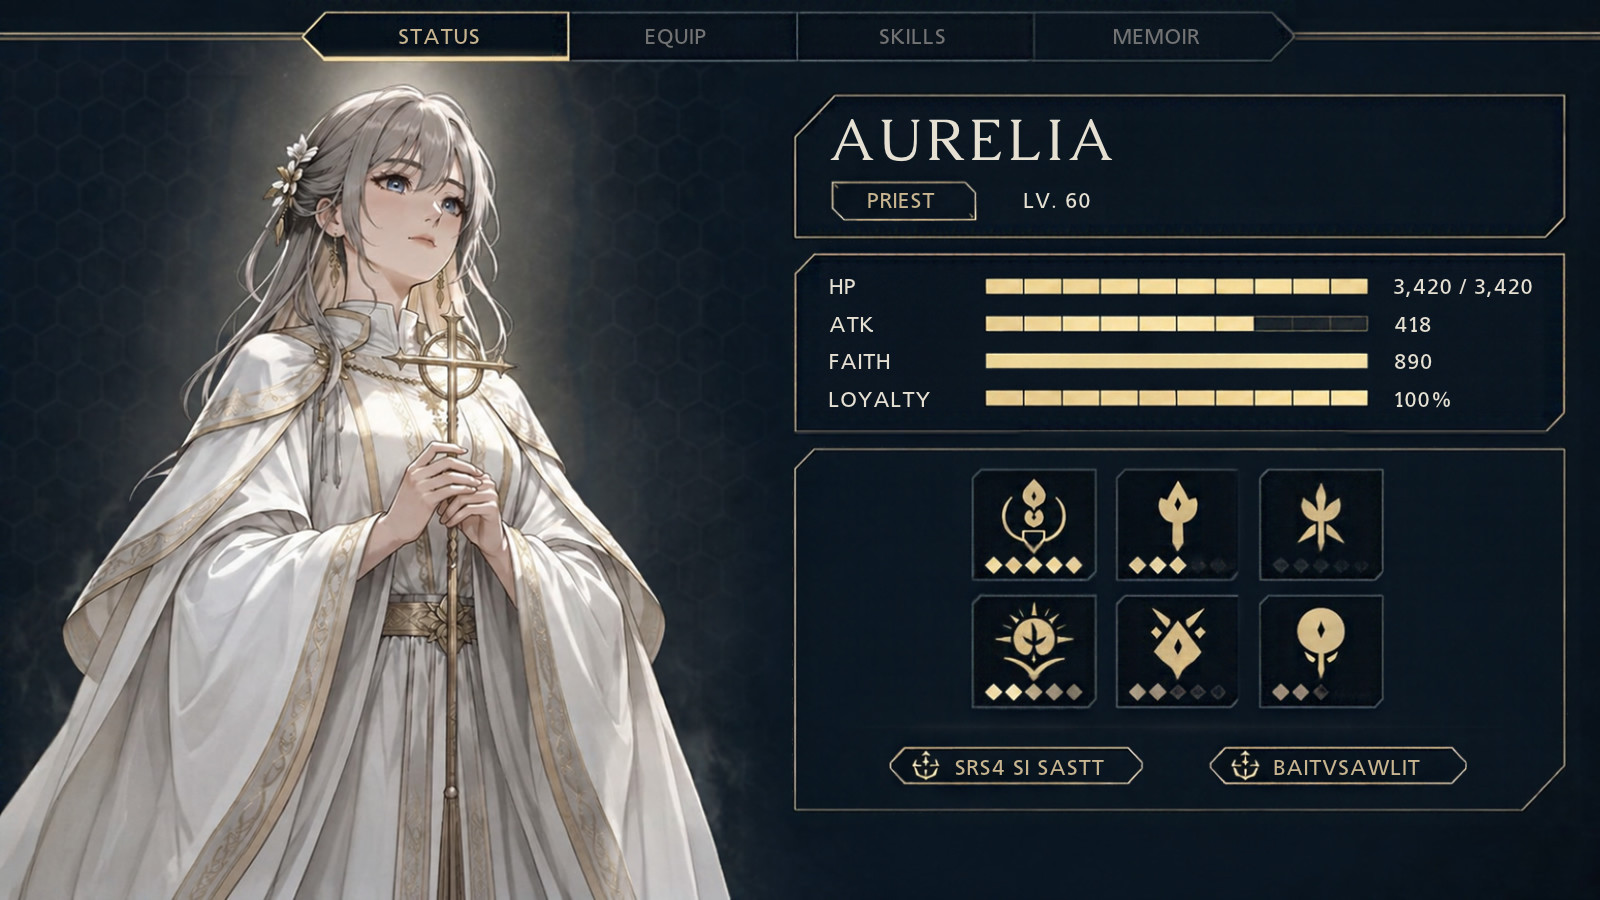 STATUS EQUIP SKILLS MEMOIR
AURELIA
PRIEST LV. 60
HP 3,420 / 3,420
ATK 418
FAITH 890
LOYALTY 100%
SRS4 SI SASTT BAITVSAWLIT